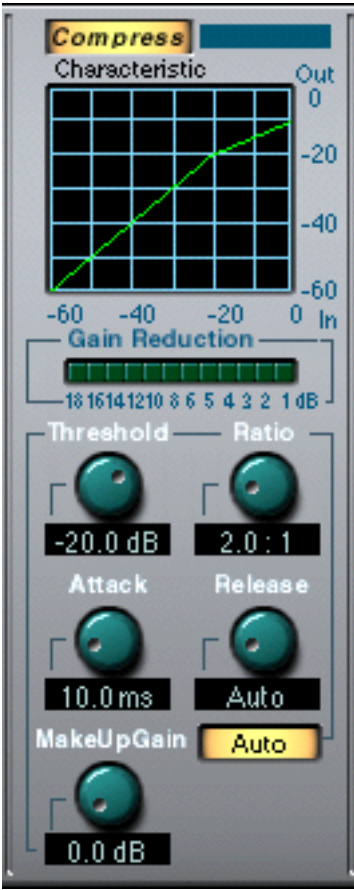 Compress
Characteristic
Out
0
-20
-40
-60
-60 -40 -20 0 In
Gain Reduction
18 16 14 12 10 8 6 5 4 3 2 1 dB
Threshold Ratio
-20.0 dB 2.0 : 1
Attack Release
10.0 ms Auto
MakeUpGain Auto
0.0 dB